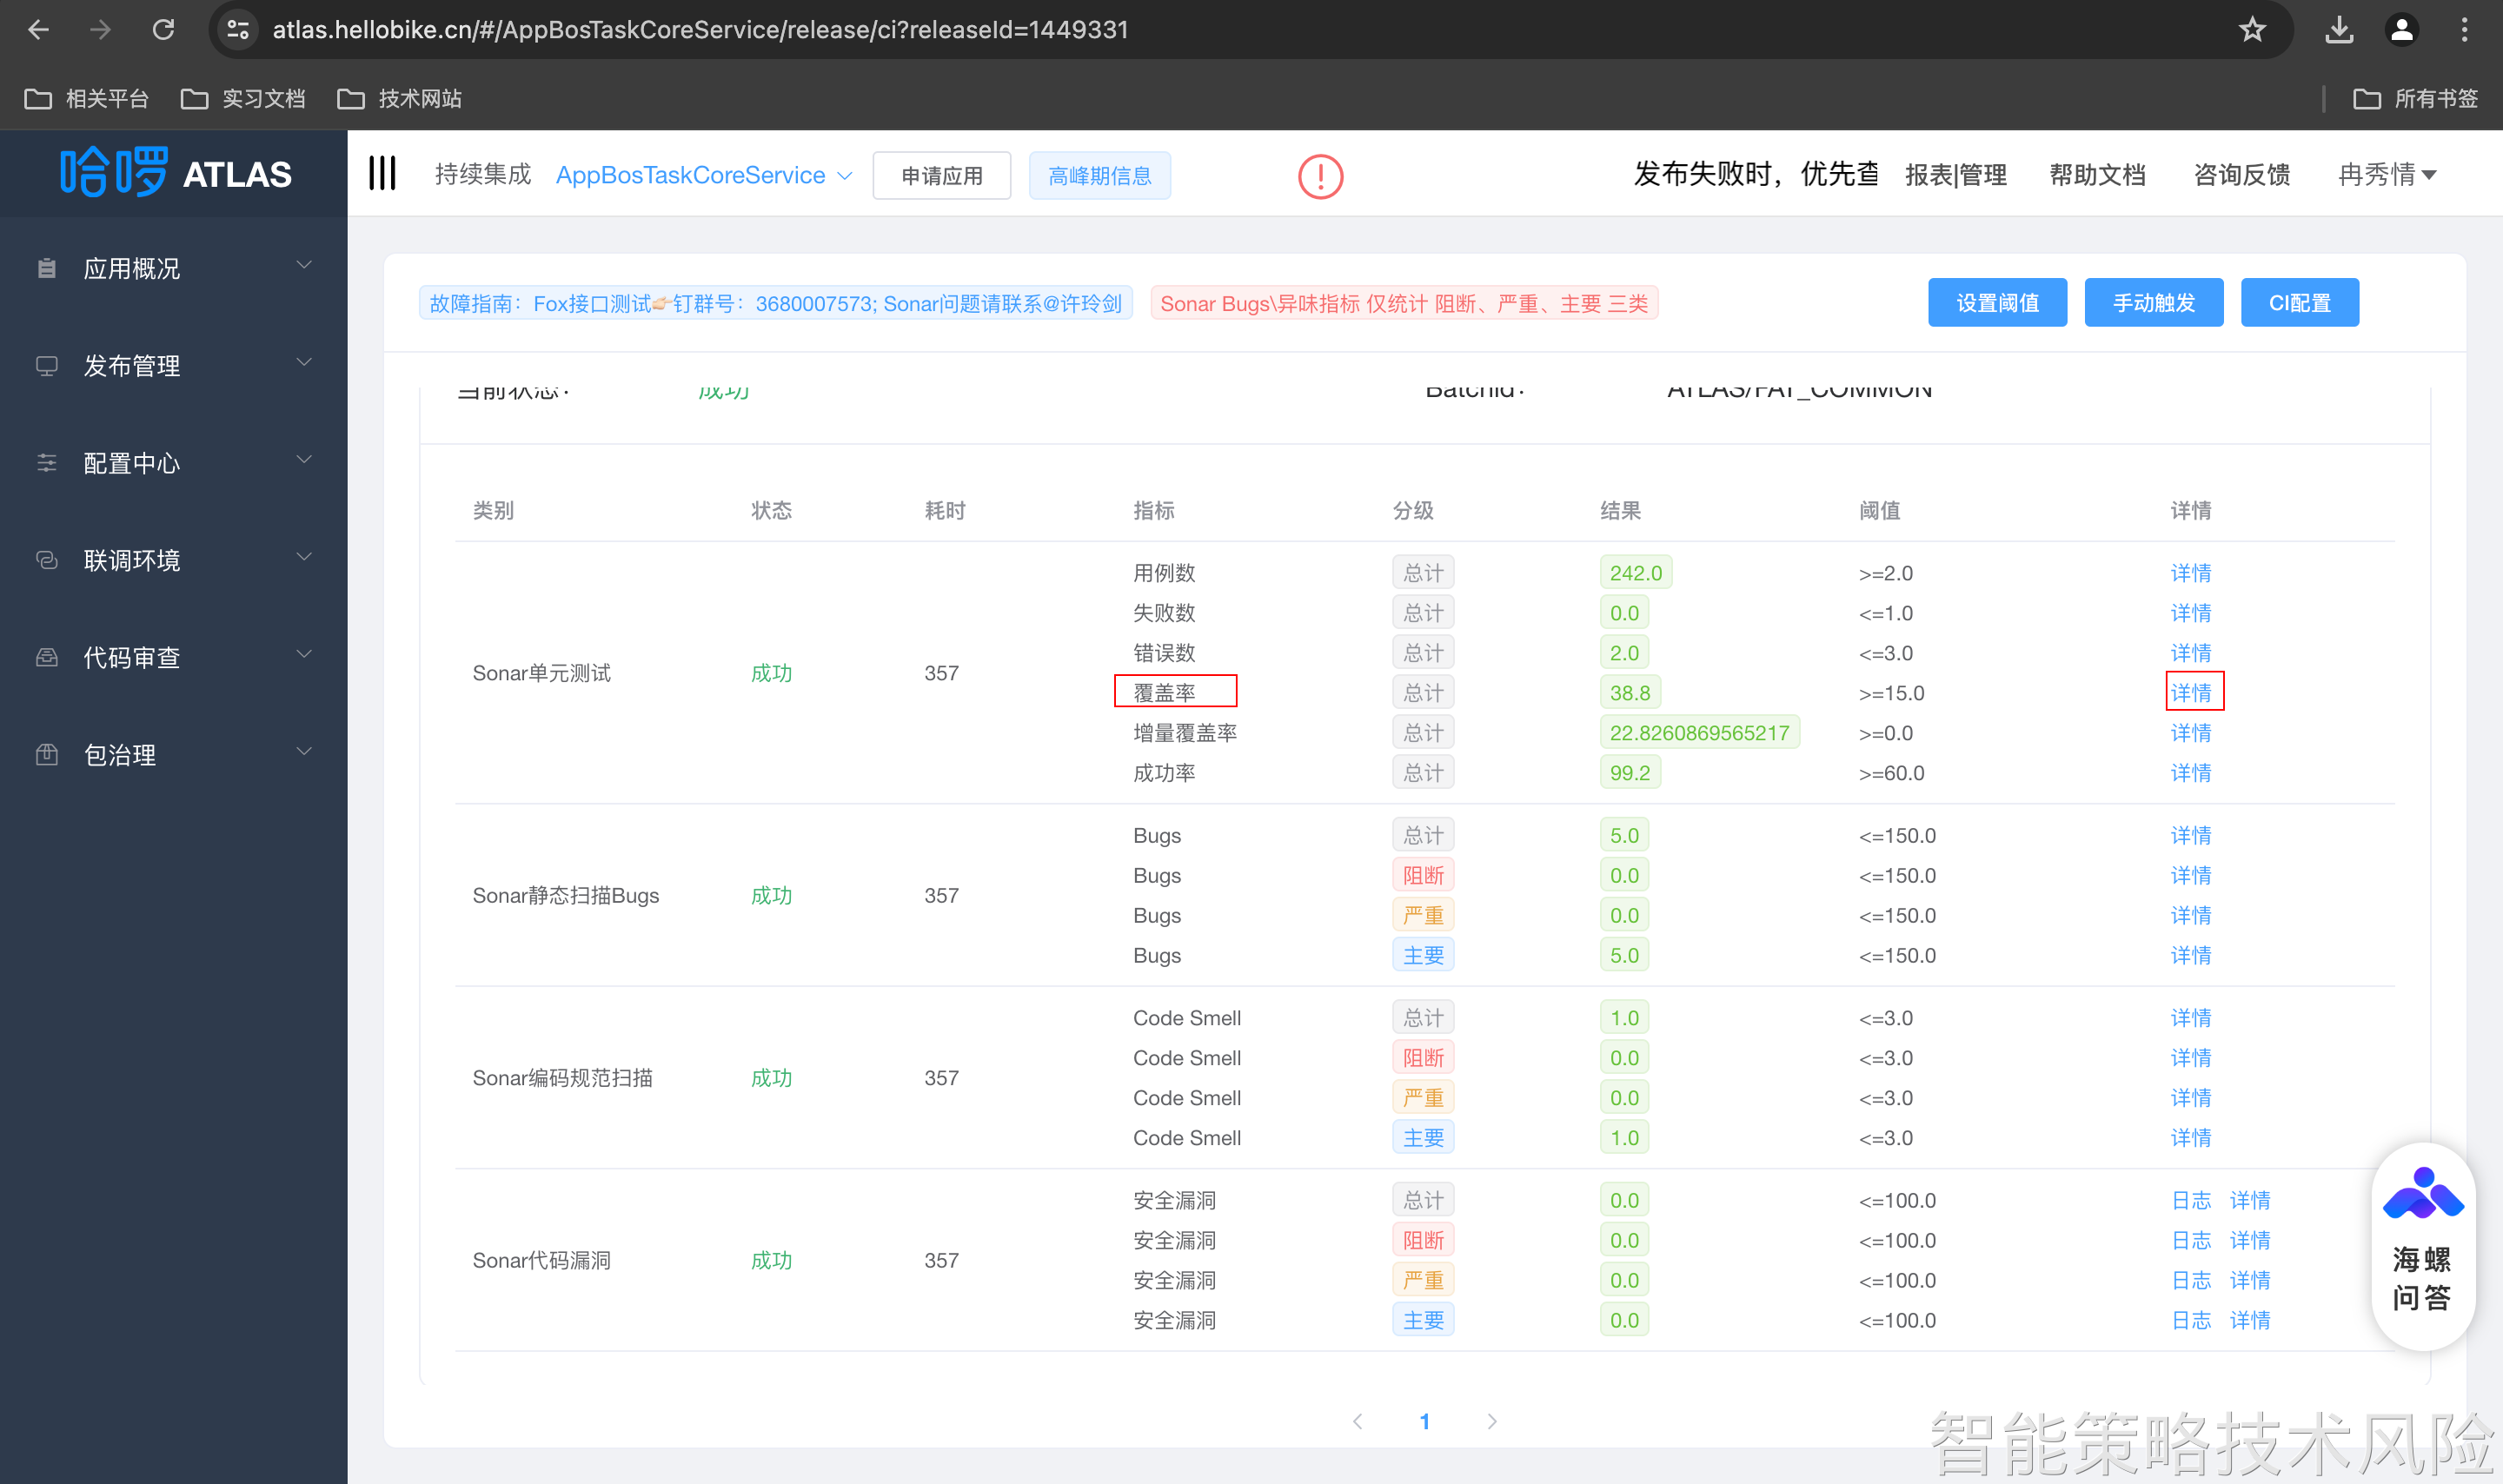 atlas.hellobike.cn/#/AppBosTaskCoreService/release/ci?releaseId=1449331
相关平台 实习文档 技术网站 所有书签
哈啰 ATLAS
持续集成 AppBosTaskCoreService 申请应用 高峰期信息 发布失败时，优先查 报表|管理 帮助文档 咨询反馈 冉秀情
应用概况
发布管理
配置中心
联调环境
代码审查
包治理
故障指南：Fox接口测试👉🏻钉群号：3680007573; Sonar问题请联系@许玲剑 Sonar Bugs\异味指标 仅统计 阻断、严重、主要 三类 设置阈值 手动触发 CI配置
当前状态： 成功 BatchId： ATLAS/FAT_COMMON
类别 状态 耗时 指标 分级 结果 阈值 详情
用例数 总计 242.0 >=2.0 详情
失败数 总计 0.0 <=1.0 详情
错误数 总计 2.0 <=3.0 详情
Sonar单元测试 成功 357
覆盖率 总计 38.8 >=15.0 详情
增量覆盖率 总计 22.8260869565217 >=0.0 详情
成功率 总计 99.2 >=60.0 详情
Bugs 总计 5.0 <=150.0 详情
Bugs 阻断 0.0 <=150.0 详情
Sonar静态扫描Bugs 成功 357
Bugs 严重 0.0 <=150.0 详情
Bugs 主要 5.0 <=150.0 详情
Code Smell 总计 1.0 <=3.0 详情
Code Smell 阻断 0.0 <=3.0 详情
Sonar编码规范扫描 成功 357
Code Smell 严重 0.0 <=3.0 详情
Code Smell 主要 1.0 <=3.0 详情
安全漏洞 总计 0.0 <=100.0 日志 详情
安全漏洞 阻断 0.0 <=100.0 日志 详情
Sonar代码漏洞 成功 357
安全漏洞 严重 0.0 <=100.0 日志 详情
安全漏洞 主要 0.0 <=100.0 日志 详情
海螺
问答
1
智能策略技术风险